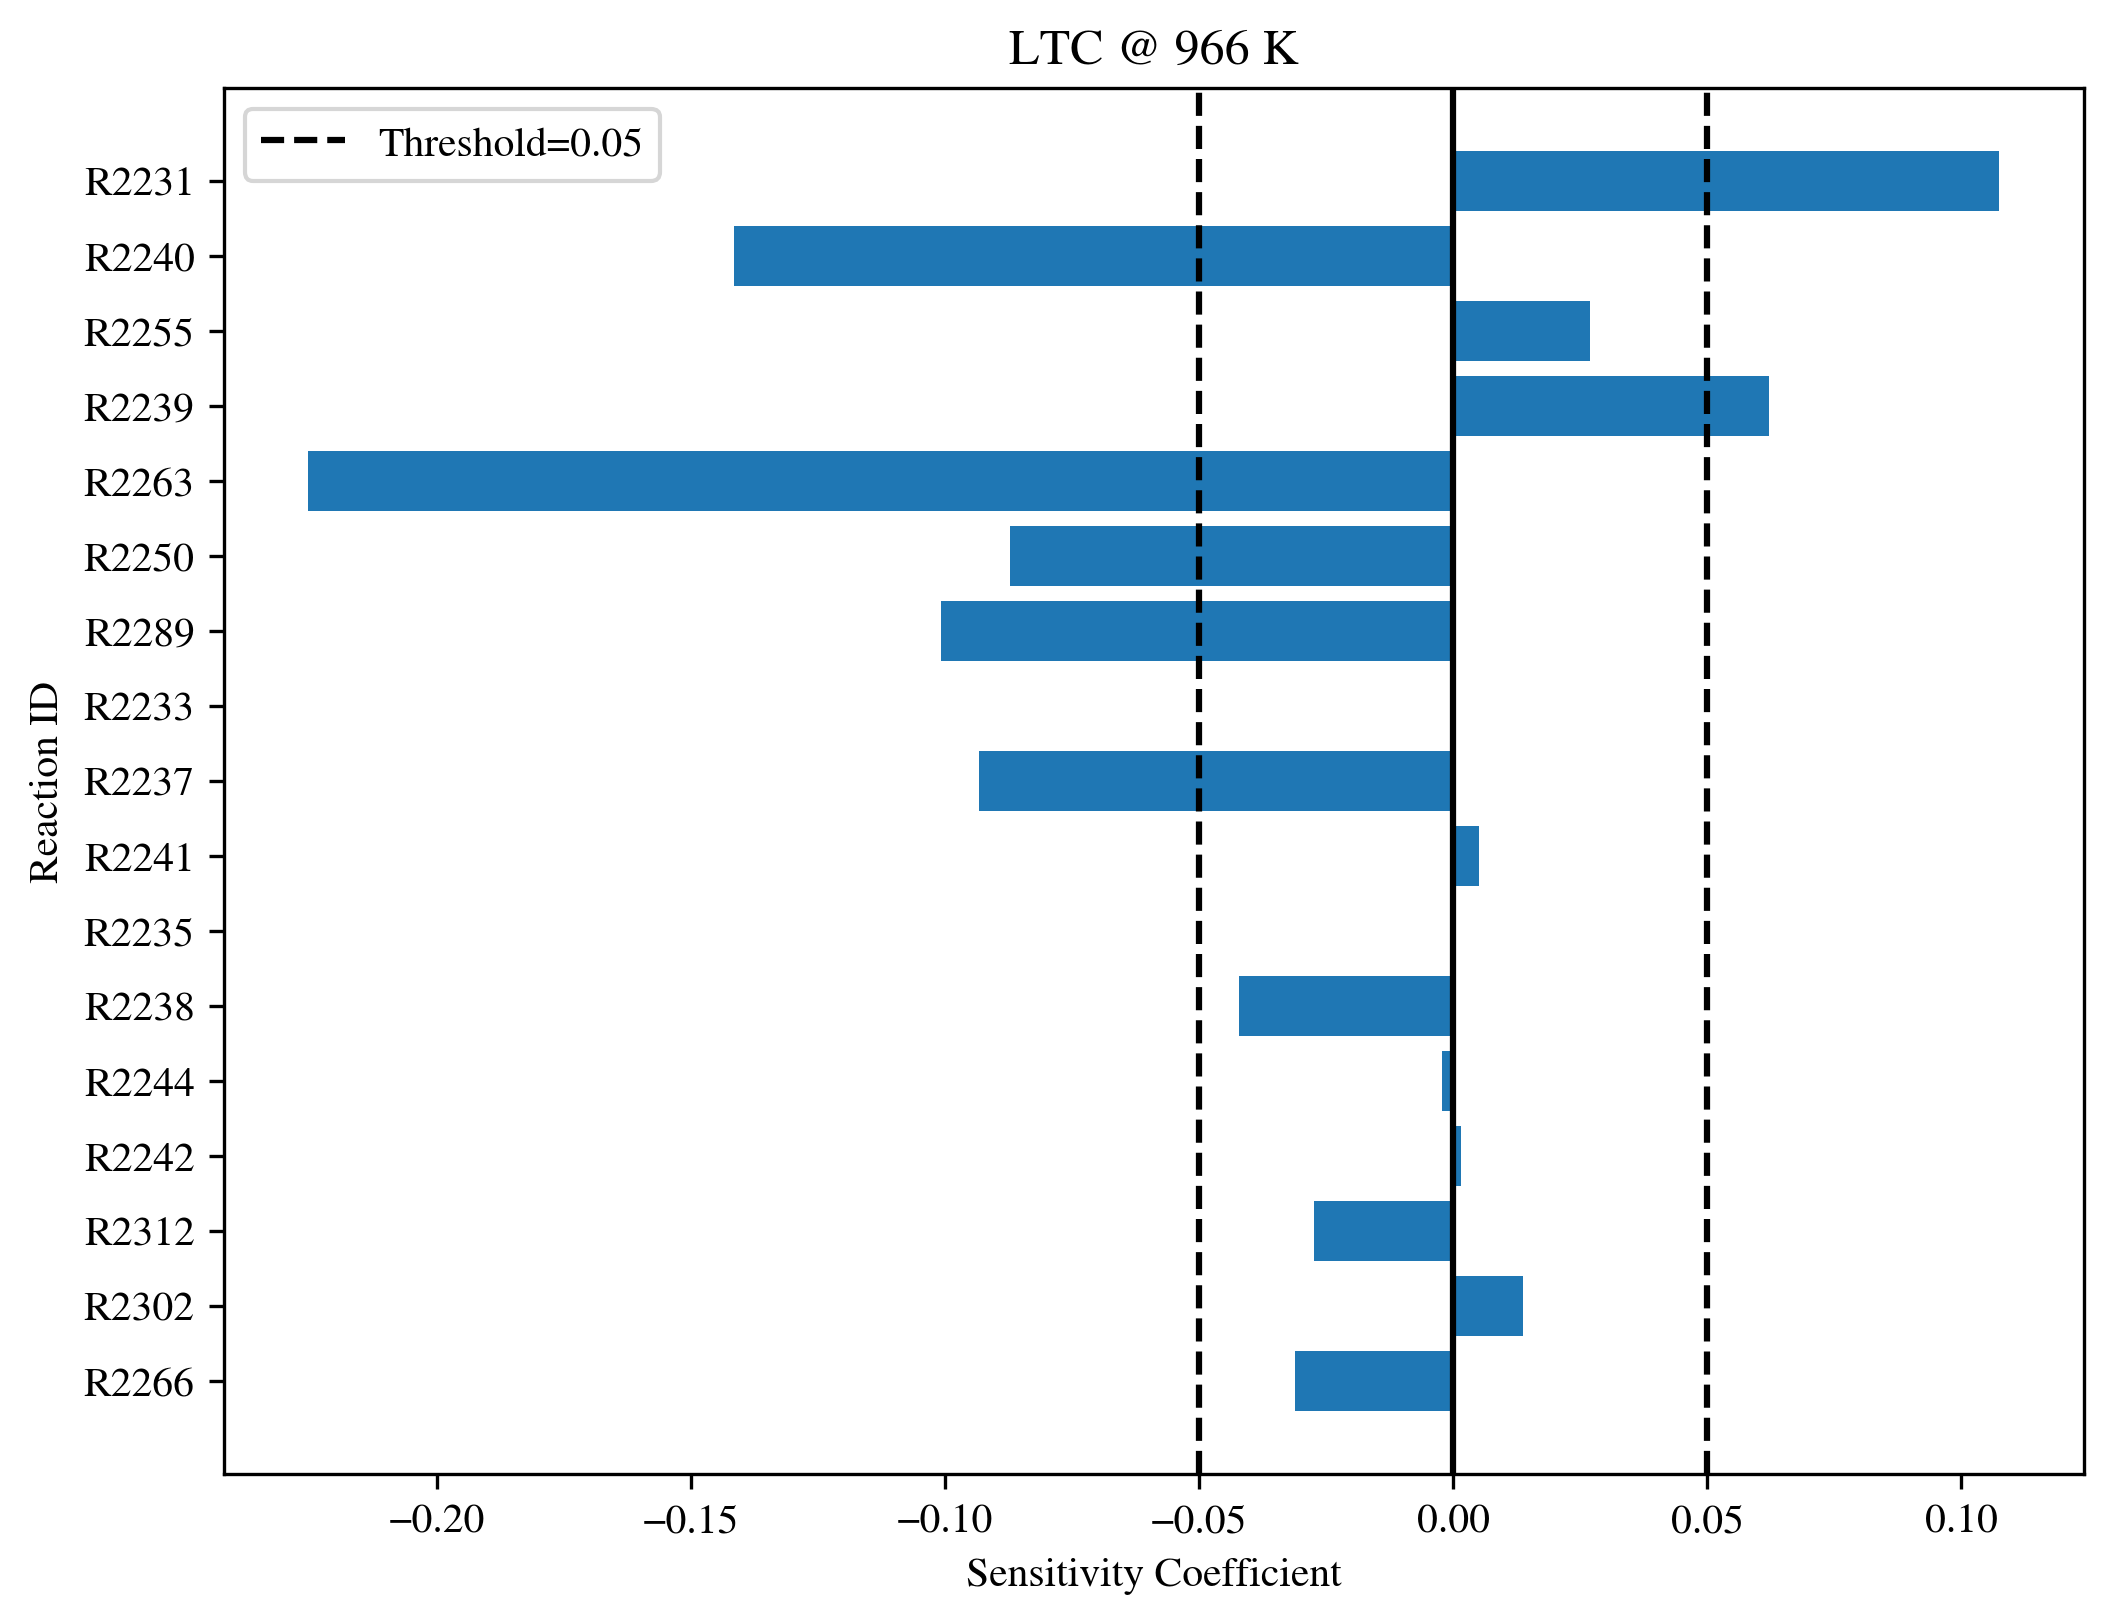 LTC @ 966 K
Threshold=0.05
R2231
R2240
R2255
R2239
R2263
R2250
R2289
R2233
R2237
R2241
R2235
R2238
R2244
R2242
R2312
R2302
R2266
Reaction ID
−0.20 −0.15 −0.10 −0.05 0.00 0.05 0.10
Sensitivity Coefficient